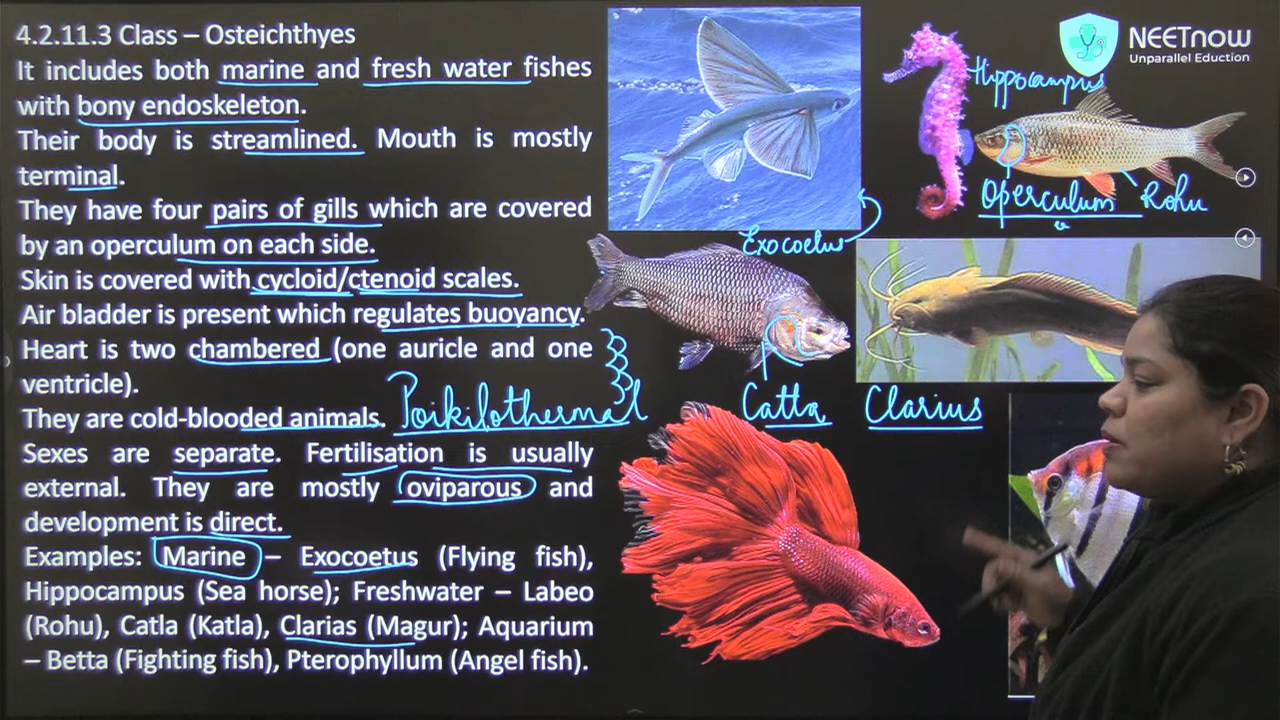 4.2.11.3 Class – Osteichthyes
It includes both marine and fresh water fishes
with bony endoskeleton.
Their body is streamlined. Mouth is mostly
terminal.
They have four pairs of gills which are covered
by an operculum on each side.
Skin is covered with cycloid/ctenoid scales.
Air bladder is present which regulates buoyancy.
Heart is two chambered (one auricle and one
ventricle).
They are cold-blooded animals. Poikilothermal
Sexes are separate. Fertilisation is usually
external. They are mostly oviparous and
development is direct.
Examples: Marine – Exocoetus (Flying fish),
Hippocampus (Sea horse); Freshwater – Labeo
(Rohu), Catla (Katla), Clarias (Magur); Aquarium
– Betta (Fighting fish), Pterophyllum (Angel fish).
NEETnow
Unparallel Eduction
Hippocampus
Operculum
Rohu
Exocoetus
Catla
Clarius